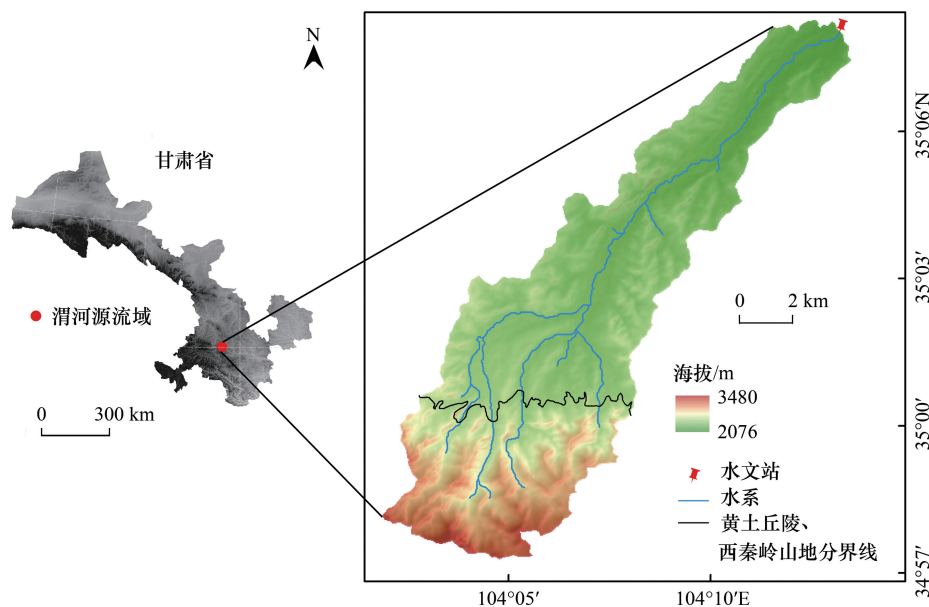 N
甘肃省
渭河源流域
0 300 km
35°06′N
35°03′
35°00′
34°57′
0 2 km
海拔/m
3480
2076
水文站
水系
黄土丘陵、
西秦岭山地分界线
104°05′ 104°10′E